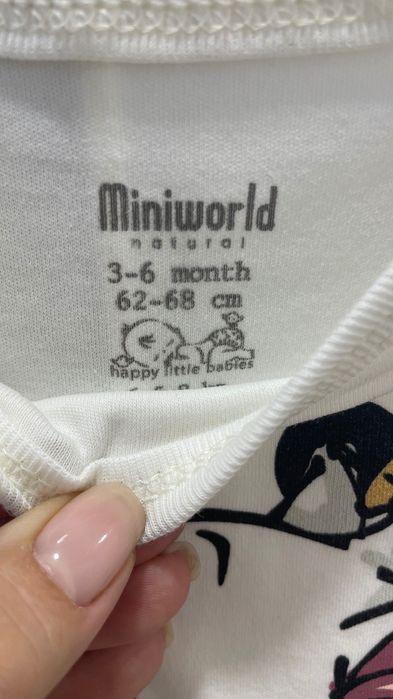 Miniworld
natural
3-6 month
62-68 cm
happy little babies